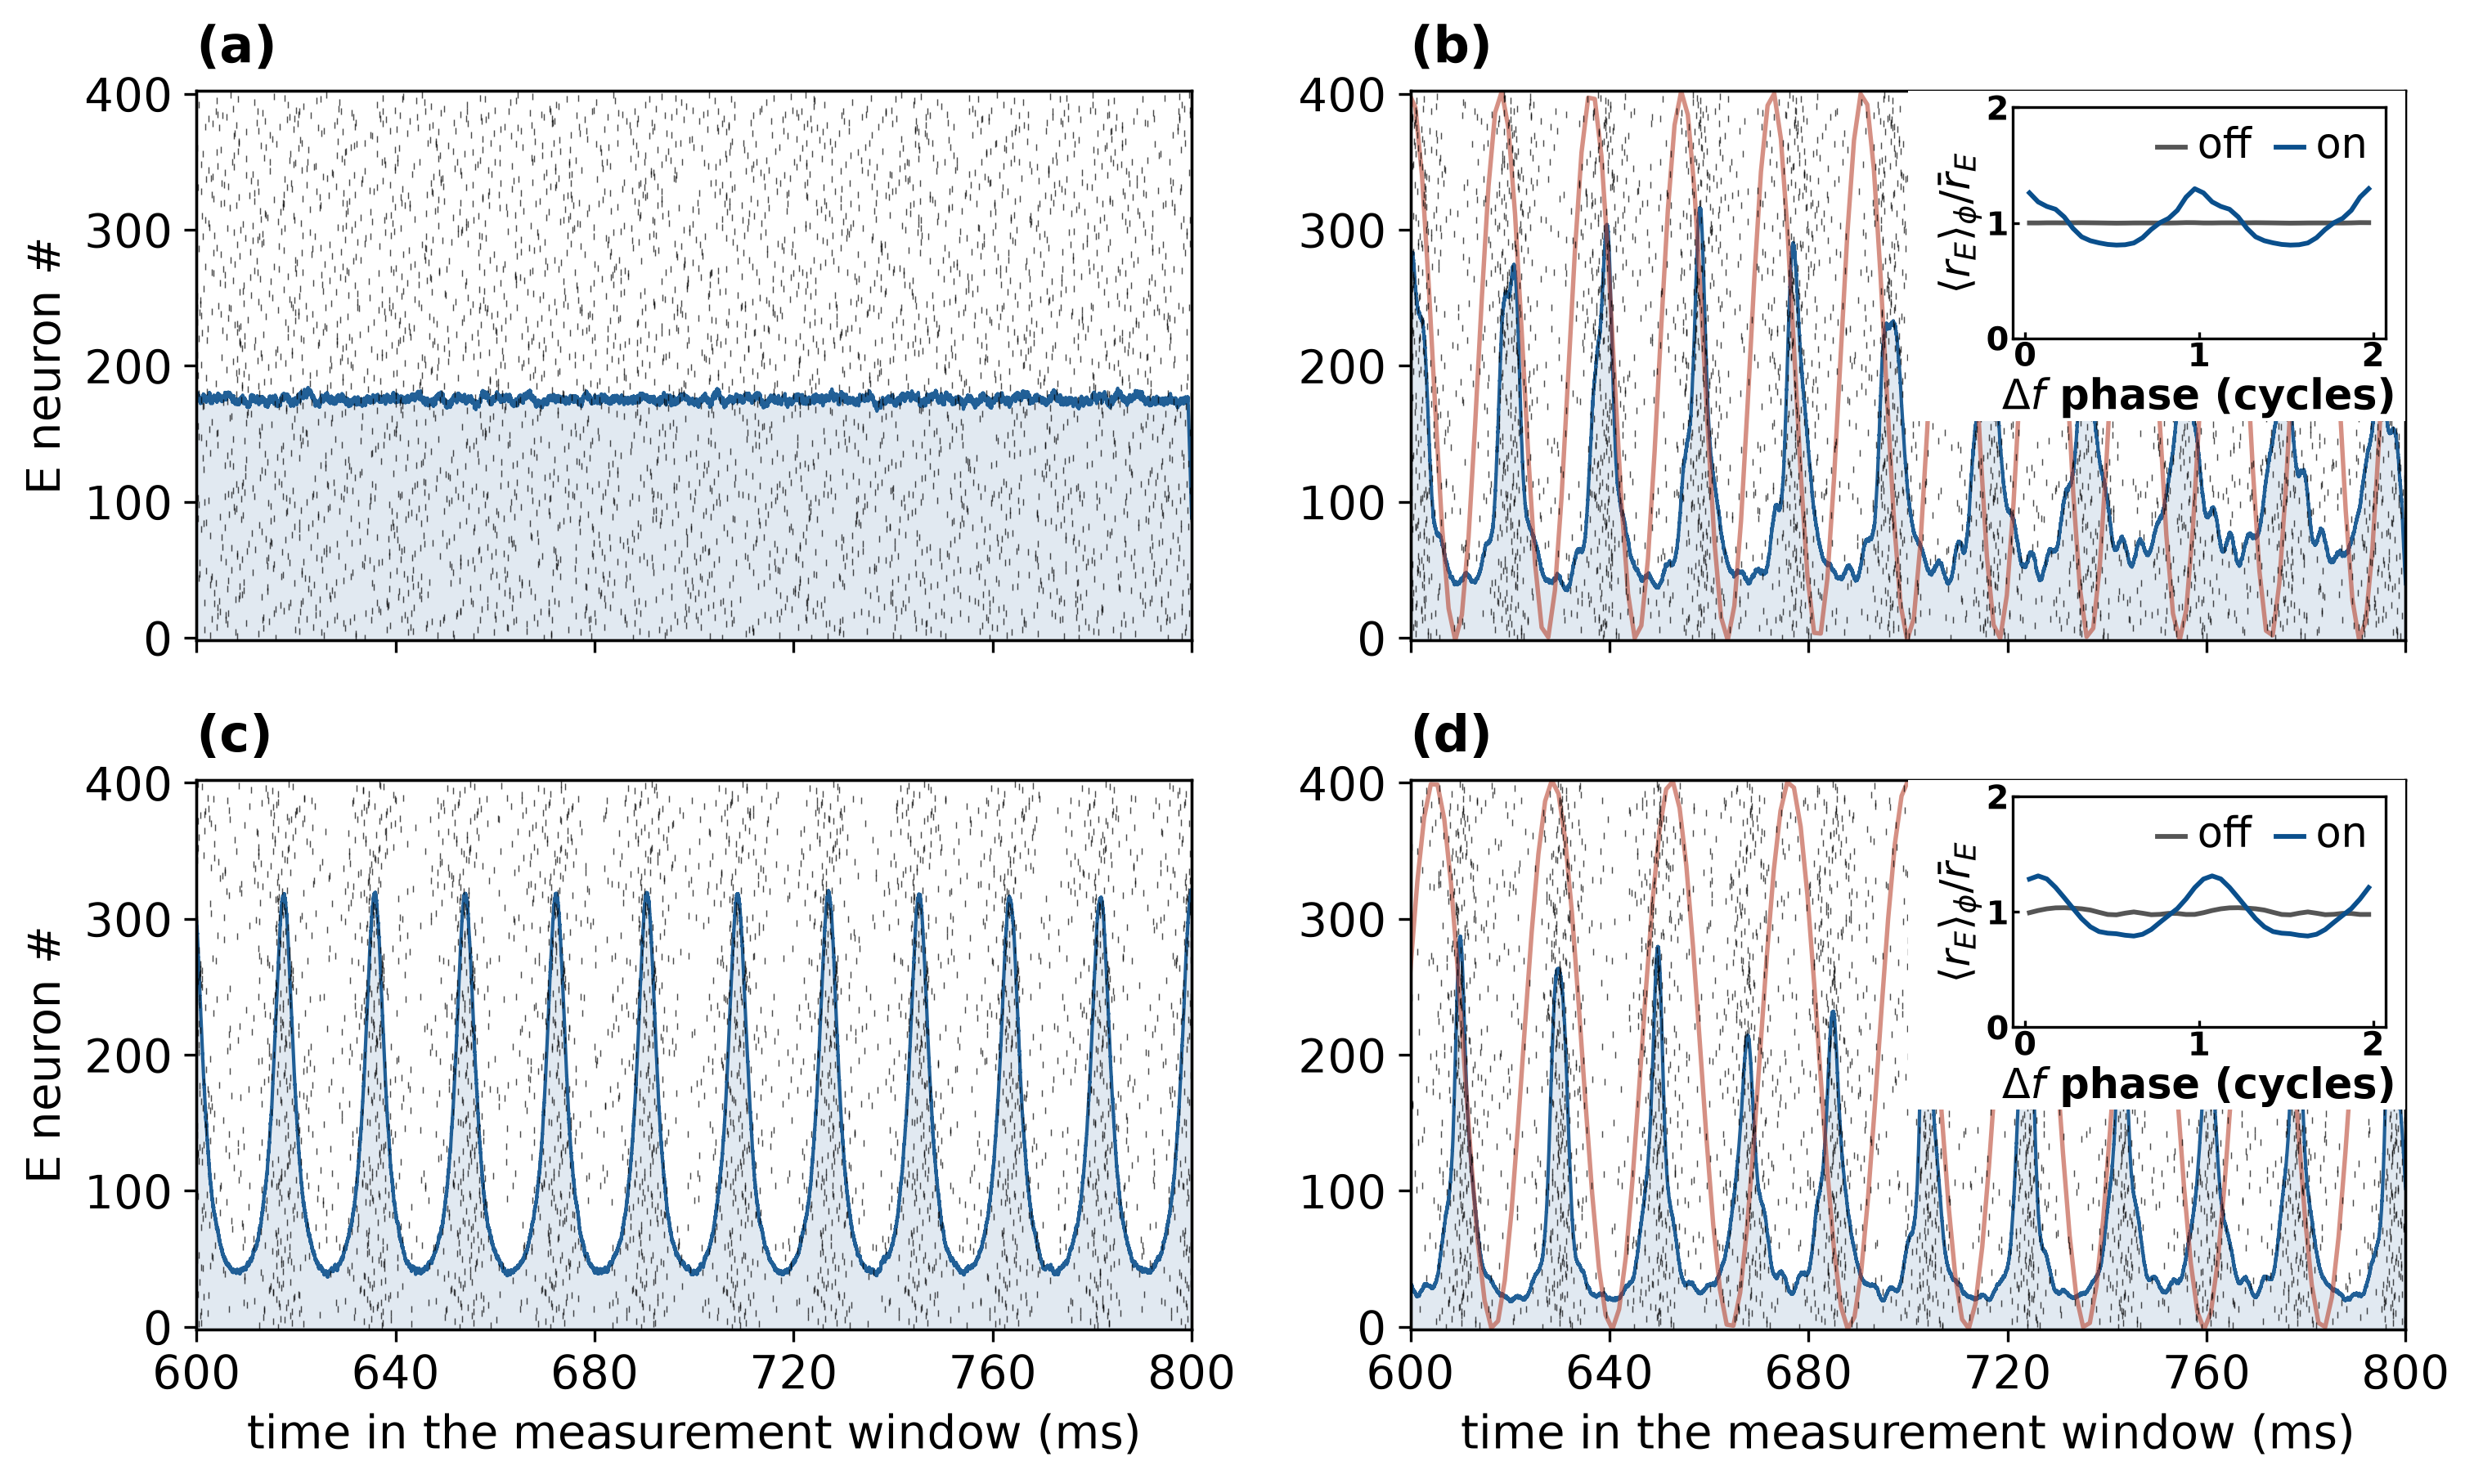 (a)
400
300
200
100
0
E neuron #
(b)
400
300
200
100
0
2
1
0
off on
⟨r_E⟩_ϕ/r̄_E
0 1 2
Δf phase (cycles)
(c)
400
300
200
100
0
E neuron #
600 640 680 720 760 800
time in the measurement window (ms)
(d)
400
300
200
100
0
2
1
0
off on
⟨r_E⟩_ϕ/r̄_E
0 1 2
Δf phase (cycles)
600 640 680 720 760 800
time in the measurement window (ms)